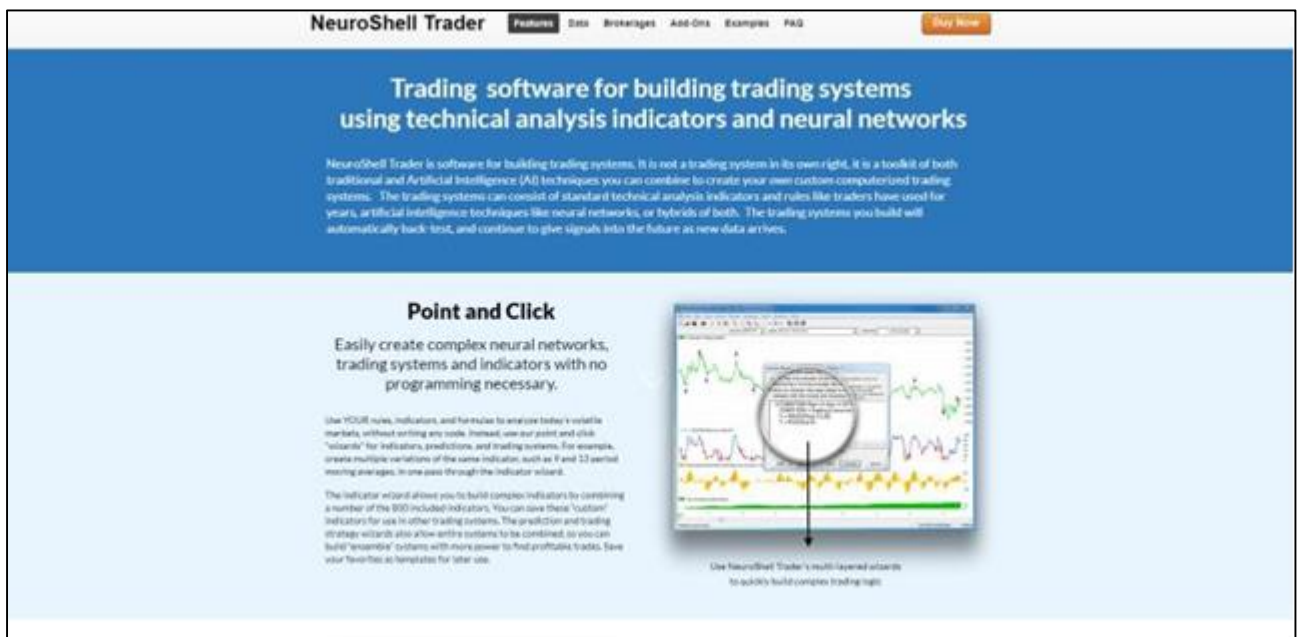 NeuroShell Trader Features Data Brokerages Add-Ons Examples FAQ Buy Now
Trading software for building trading systems
using technical analysis indicators and neural networks
NeuroShell Trader is software for building trading systems. It is not a trading system in its own right, it is a toolkit of both
traditional and Artificial Intelligence (AI) techniques you can combine to create your own custom computerized trading
systems. The trading systems can consist of standard technical analysis indicators and rules like traders have used for
years, artificial intelligence techniques like neural networks, or hybrids of both. The trading systems you build will
automatically back-test, and continue to give signals into the future as new data arrives.
Point and Click
Easily create complex neural networks,
trading systems and indicators with no
programming necessary.
Use YOUR rules, indicators, and formulas to analyze today's volatile
markets, without writing any code. Instead, use our point and click
"wizards" for indicators, predictions, and trading systems. For example,
create multiple variations of the same indicator, such as 9 and 13 period
moving averages, in one pass through the indicator wizard.
The indicator wizard allows you to build complex indicators by combining
a number of the 800 included indicators. You can save these "custom"
indicators for use in other trading systems. The prediction and trading
strategy wizards also allow entire systems to be combined, so you can
build "ensemble" systems with more power to find profitable trades. Save
your favorites as templates for later use.
Use NeuroShell Trader's multi-layered wizards
to quickly build complex trading logic